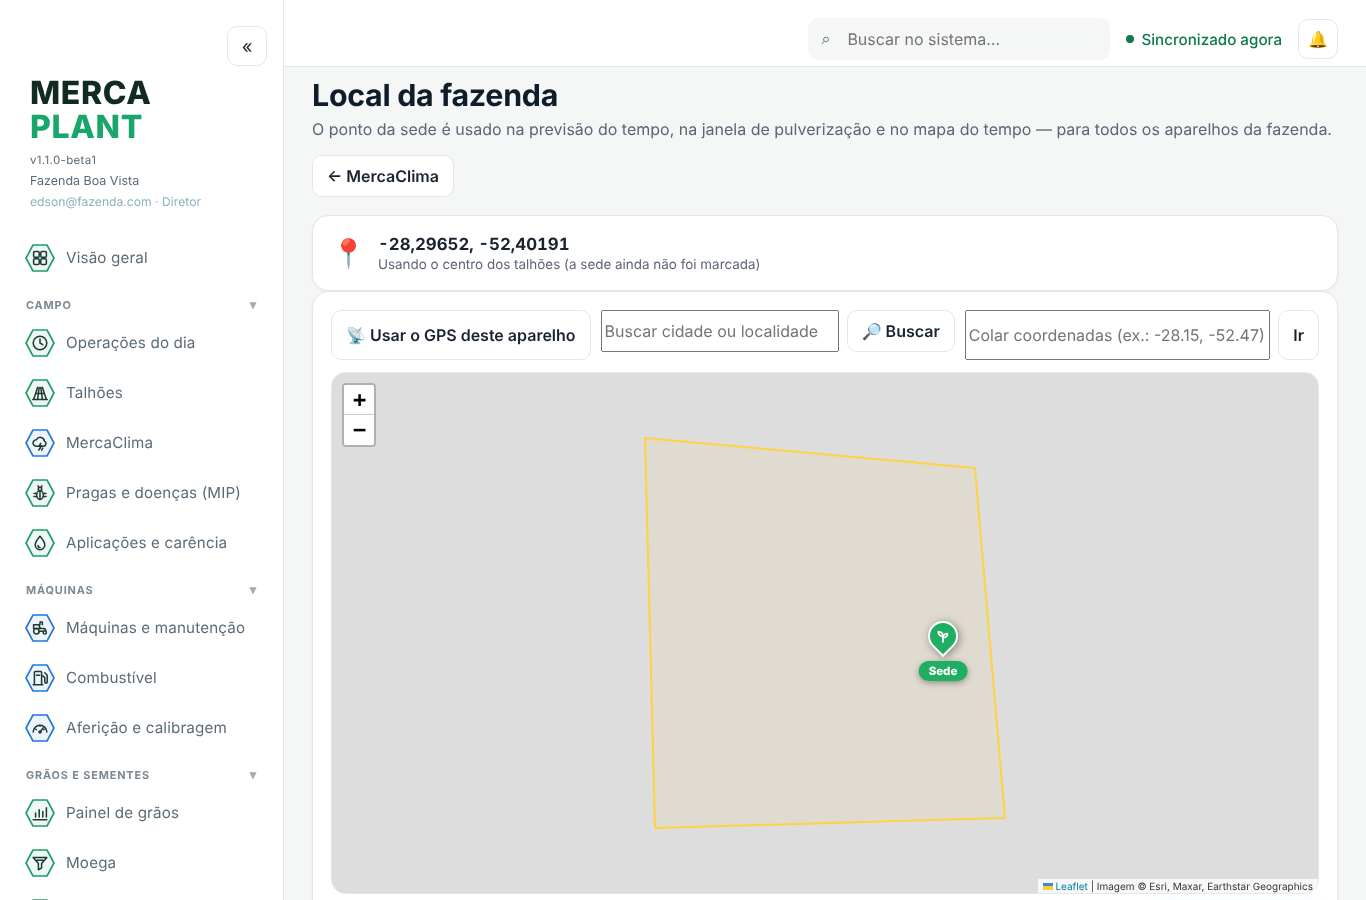 «
MERCA
PLANT
v1.1.0-beta1
Fazenda Boa Vista
edson@fazenda.com · Diretor
Visão geral
CAMPO ▼
Operações do dia
Talhões
MercaClima
Pragas e doenças (MIP)
Aplicações e carência
MÁQUINAS ▼
Máquinas e manutenção
Combustível
Aferição e calibragem
GRÃOS E SEMENTES ▼
Painel de grãos
Moega
Buscar no sistema...
Sincronizado agora
Local da fazenda
O ponto da sede é usado na previsão do tempo, na janela de pulverização e no mapa do tempo — para todos os aparelhos da fazenda.
← MercaClima
-28,29652, -52,40191
Usando o centro dos talhões (a sede ainda não foi marcada)
Usar o GPS deste aparelho
Buscar cidade ou localidade
Buscar
Colar coordenadas (ex.: -28.15, -52.47)
Ir
+
−
Sede
Leaflet | Imagem © Esri, Maxar, Earthstar Geographics